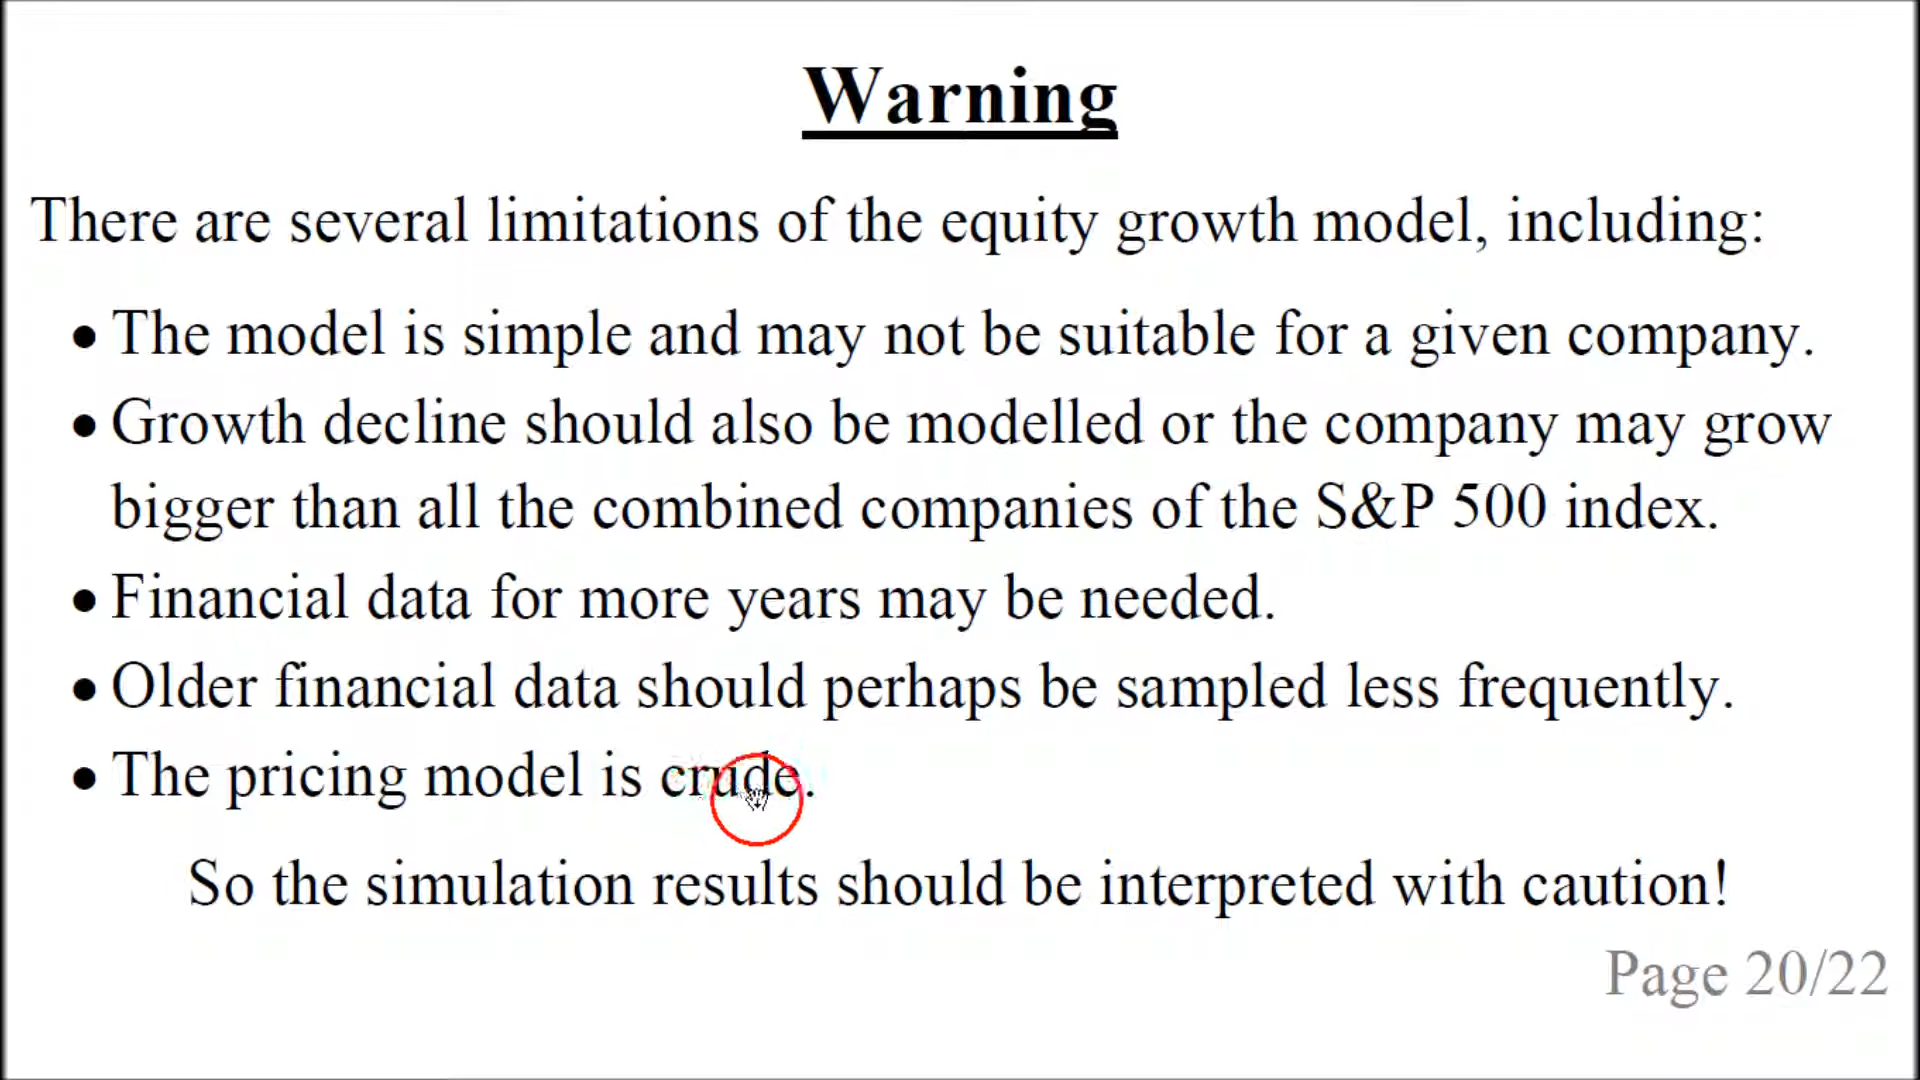 Warning
There are several limitations of the equity growth model, including:
• The model is simple and may not be suitable for a given company.
• Growth decline should also be modelled or the company may grow
bigger than all the combined companies of the S&P 500 index.
• Financial data for more years may be needed.
• Older financial data should perhaps be sampled less frequently.
• The pricing model is crude.
So the simulation results should be interpreted with caution!
Page 20/22